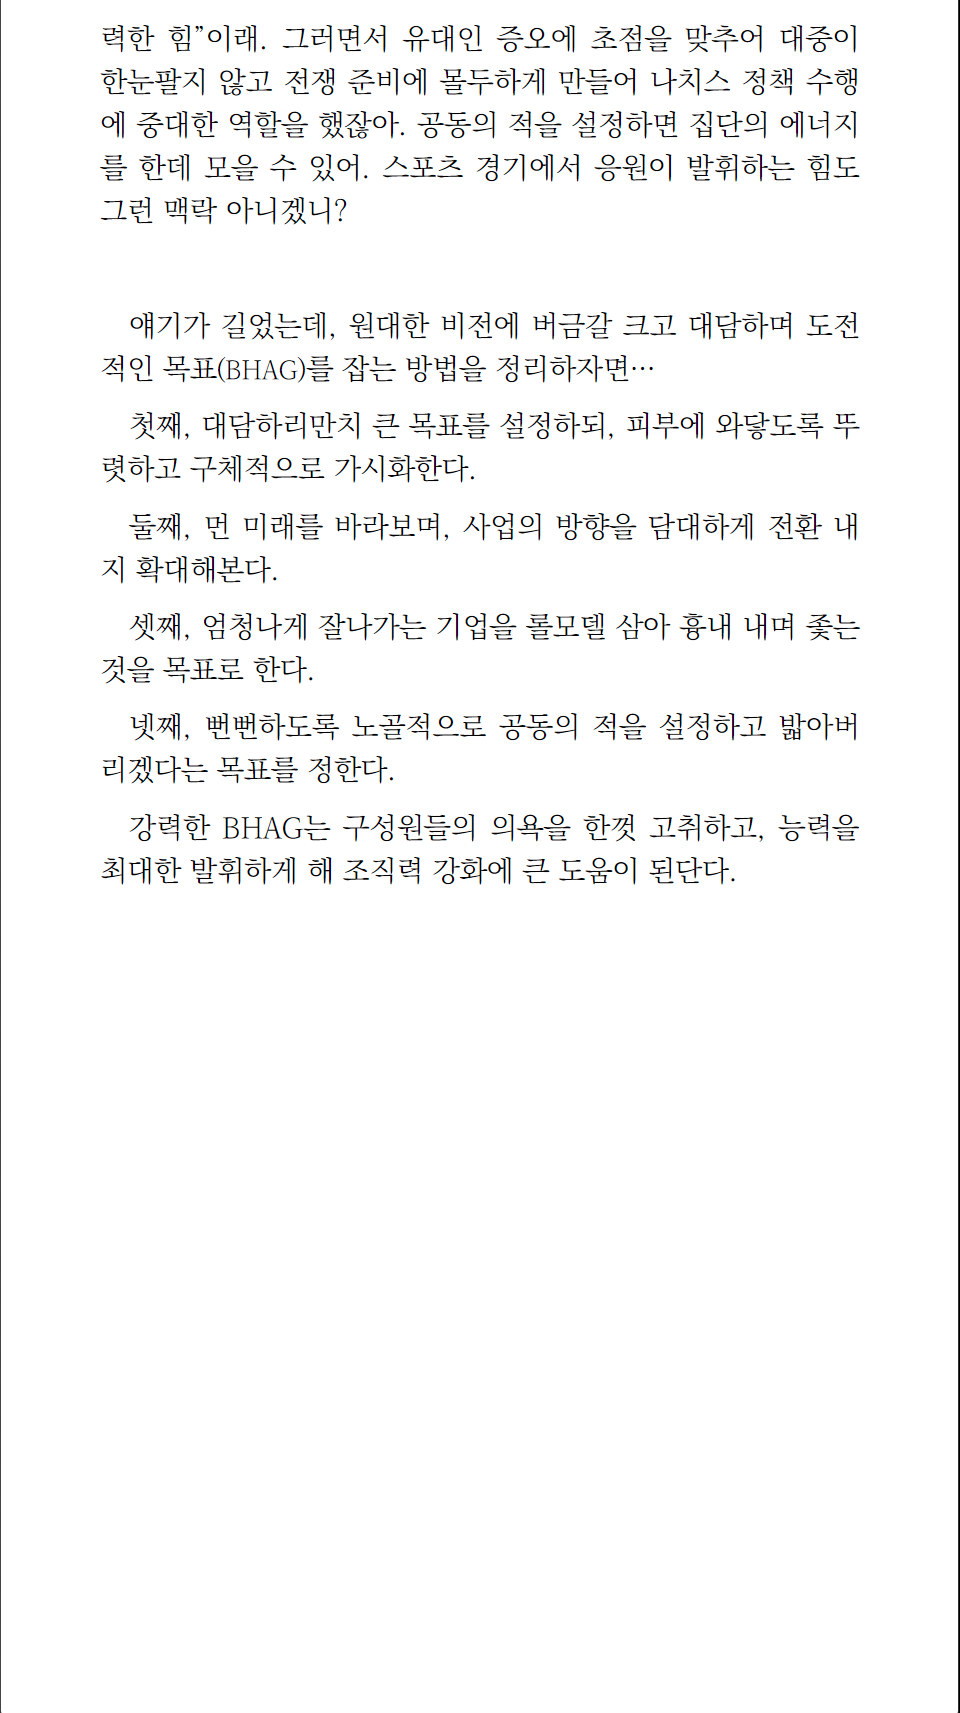 력한 힘”이래. 그러면서 유대인 증오에 초점을 맞추어 대중이
한눈팔지 않고 전쟁 준비에 몰두하게 만들어 나치스 정책 수행
에 중대한 역할을 했잖아. 공동의 적을 설정하면 집단의 에너지
를 한데 모을 수 있어. 스포츠 경기에서 응원이 발휘하는 힘도
그런 맥락 아니겠니?
얘기가 길었는데, 원대한 비전에 버금갈 크고 대담하며 도전
적인 목표(BHAG)를 잡는 방법을 정리하자면…
첫째, 대담하리만치 큰 목표를 설정하되, 피부에 와닿도록 뚜
렷하고 구체적으로 가시화한다.
둘째, 먼 미래를 바라보며, 사업의 방향을 담대하게 전환 내
지 확대해본다.
셋째, 엄청나게 잘나가는 기업을 롤모델 삼아 흉내 내며 좇는
것을 목표로 한다.
넷째, 뻔뻔하도록 노골적으로 공동의 적을 설정하고 밟아버
리겠다는 목표를 정한다.
강력한 BHAG는 구성원들의 의욕을 한껏 고취하고, 능력을
최대한 발휘하게 해 조직력 강화에 큰 도움이 된단다.